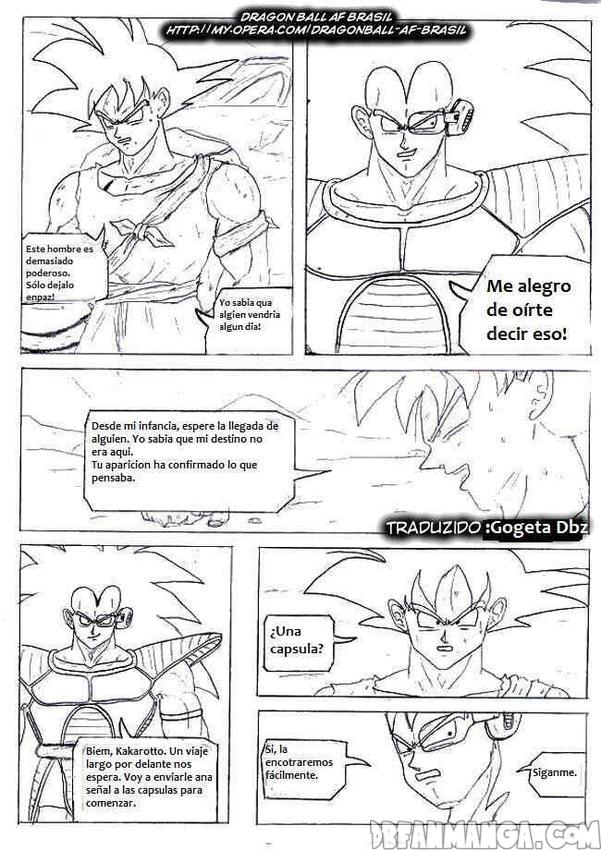 DRAGON BALL AF BRASIL
HTTP://MY.OPERA.COM/DRAGONBALL-AF-BRASIL
Este hombre es
demasiado
poderoso.
Sólo dejalo
enpaz!
Yo sabia que
algien vendria
algun dia!
Me alegro
de oírte
decir eso!
Desde mi infancia, espere la llegada de
alguien. Yo sabia que mi destino no
era aqui.
Tu aparicion ha confirmado lo que
pensaba.
TRADUZIDO :Gogeta Dbz
Biem, Kakarotto. Un viaje
largo por delante nos
espera. Voy a enviarle ana
señal a las capsulas para
comenzar.
¿Una
capsula?
Si, la
encotraremos
fácilmente.
Siganme.
DBFANMANGA.COM